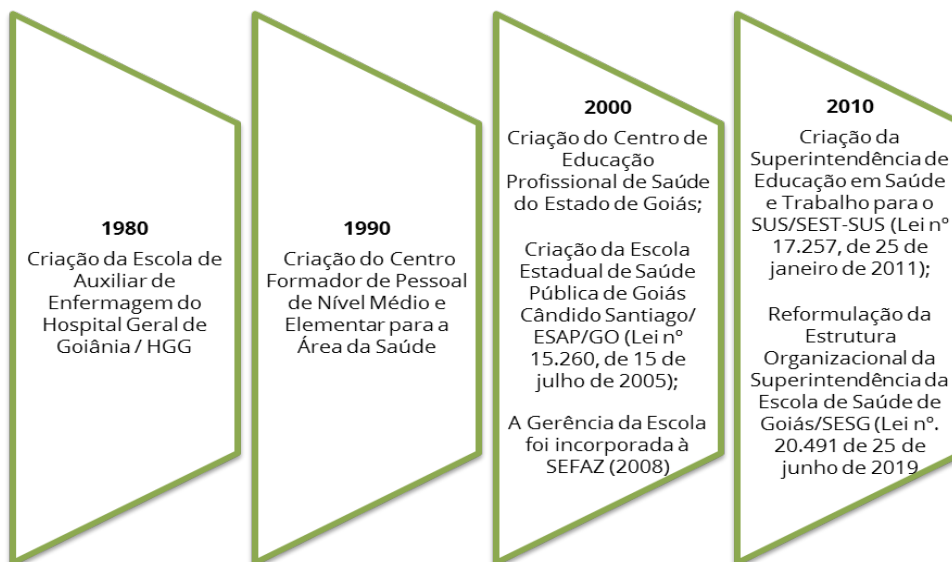 1980
Criação da Escola de
Auxiliar de
Enfermagem do
Hospital Geral de
Goiânia / HGG
1990
Criação do Centro
Formador de Pessoal
de Nível Médio e
Elementar para a
Área da Saúde
2000
Criação do Centro de
Educação
Profissional de Saúde
do Estado de Goiás;
Criação da Escola
Estadual de Saúde
Pública de Goiás
Cândido Santiago/
ESAP/GO (Lei nº
15.260, de 15 de
julho de 2005);
A Gerência da Escola
foi incorporada à
SEFAZ (2008)
2010
Criação da
Superintendência de
Educação em Saúde
e Trabalho para o
SUS/SEST-SUS (Lei nº
17.257, de 25 de
janeiro de 2011);
Reformulação da
Estrutura
Organizacional da
Superintendência da
Escola de Saúde de
Goiás/SESG (Lei nº.
20.491 de 25 de
junho de 2019